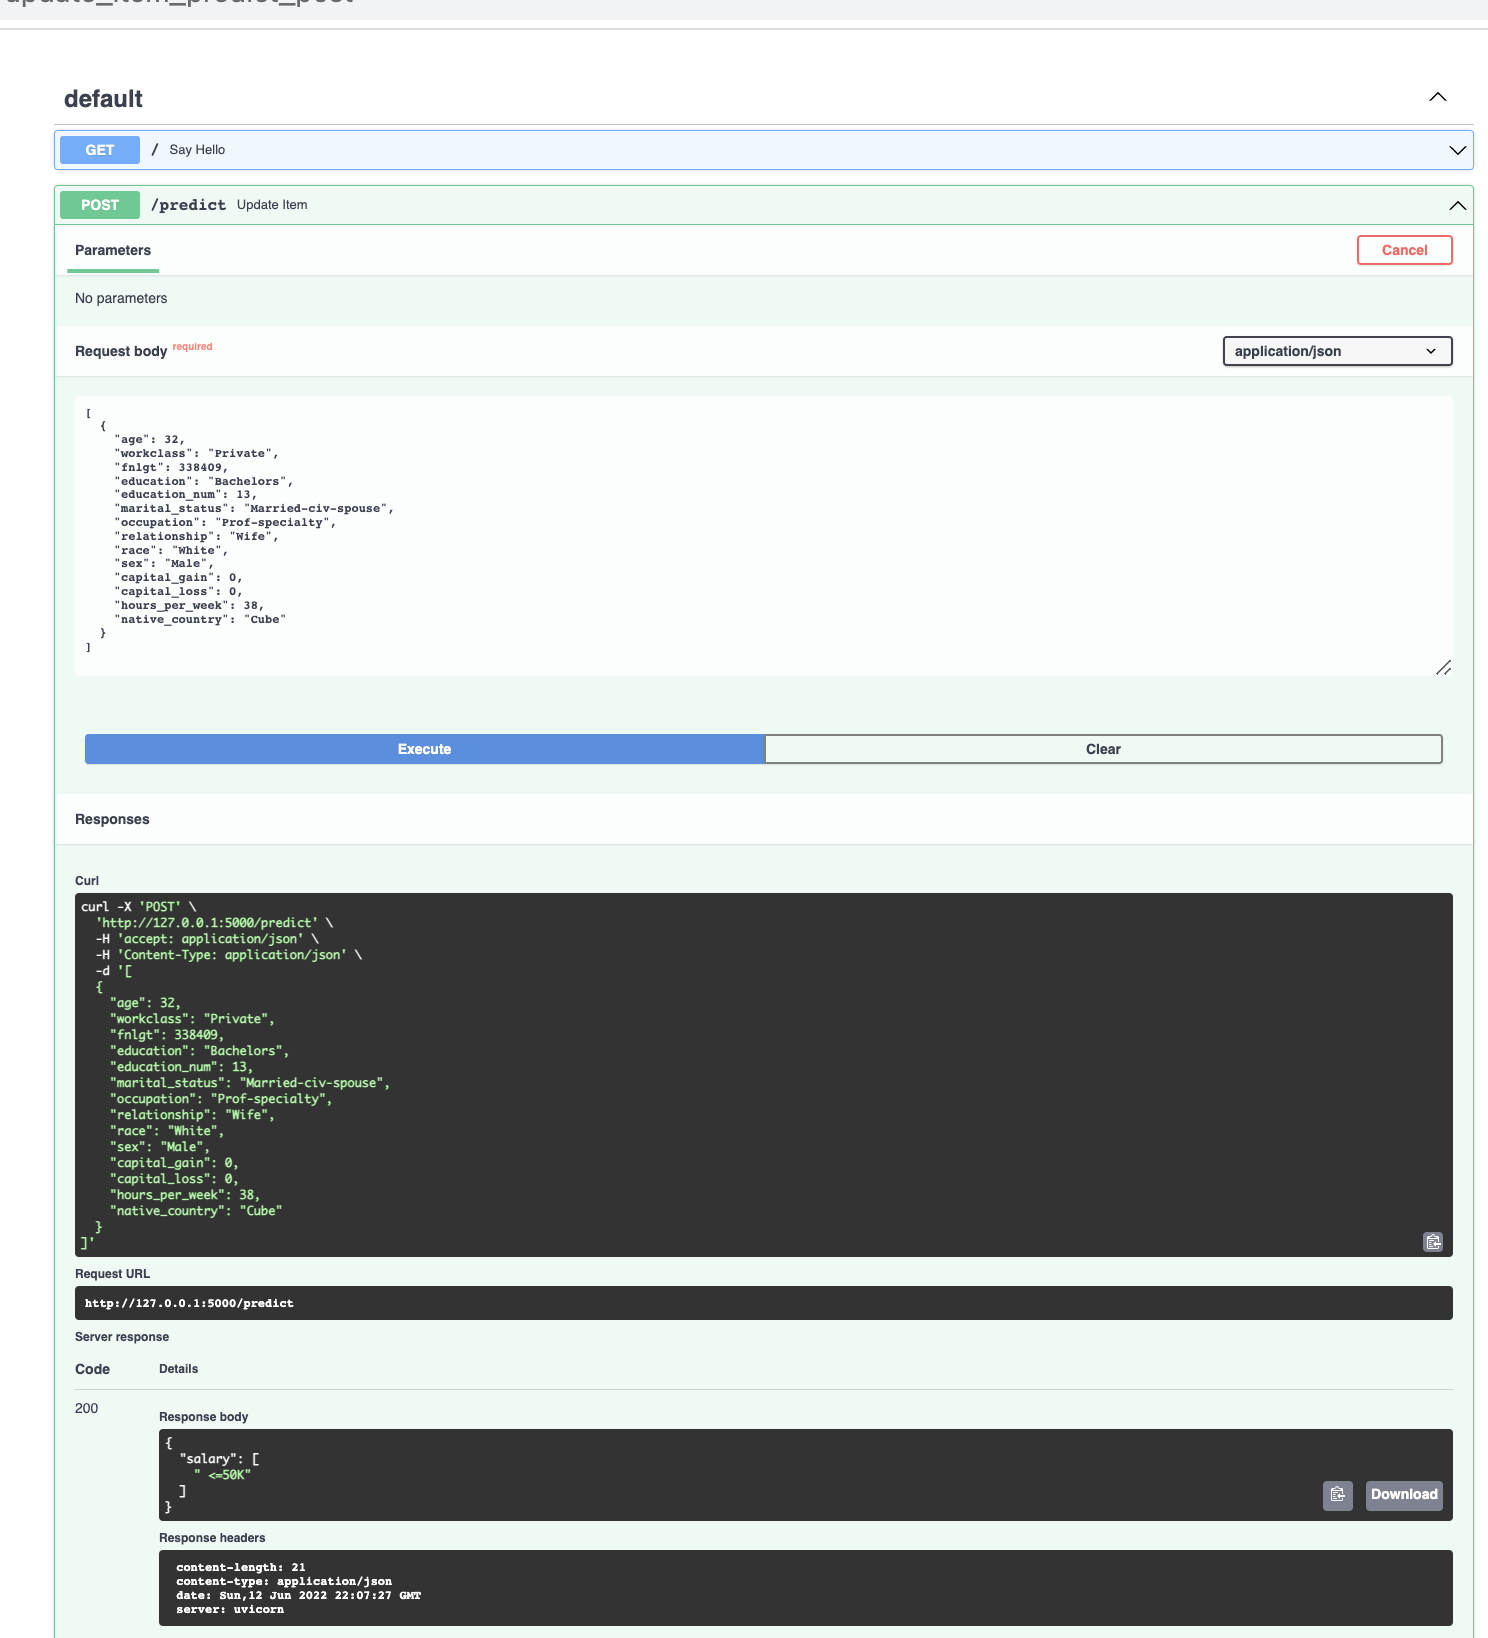 update_item_predict_post
default
GET / Say Hello
POST /predict Update Item
Parameters Cancel
No parameters
Request body required application/json
[
{
"age": 32,
"workclass": "Private",
"fnlgt": 338409,
"education": "Bachelors",
"education_num": 13,
"marital_status": "Married-civ-spouse",
"occupation": "Prof-specialty",
"relationship": "Wife",
"race": "White",
"sex": "Male",
"capital_gain": 0,
"capital_loss": 0,
"hours_per_week": 38,
"native_country": "Cube"
}
]
Execute Clear
Responses
Curl
curl -X 'POST' \
'http://127.0.0.1:5000/predict' \
-H 'accept: application/json' \
-H 'Content-Type: application/json' \
-d '[
{
"age": 32,
"workclass": "Private",
"fnlgt": 338409,
"education": "Bachelors",
"education_num": 13,
"marital_status": "Married-civ-spouse",
"occupation": "Prof-specialty",
"relationship": "Wife",
"race": "White",
"sex": "Male",
"capital_gain": 0,
"capital_loss": 0,
"hours_per_week": 38,
"native_country": "Cube"
}
]'
Request URL
http://127.0.0.1:5000/predict
Server response
Code Details
200
Response body
{
"salary": [
" <=50K"
]
}
Download
Response headers
content-length: 21
content-type: application/json
date: Sun,12 Jun 2022 22:07:27 GMT
server: uvicorn